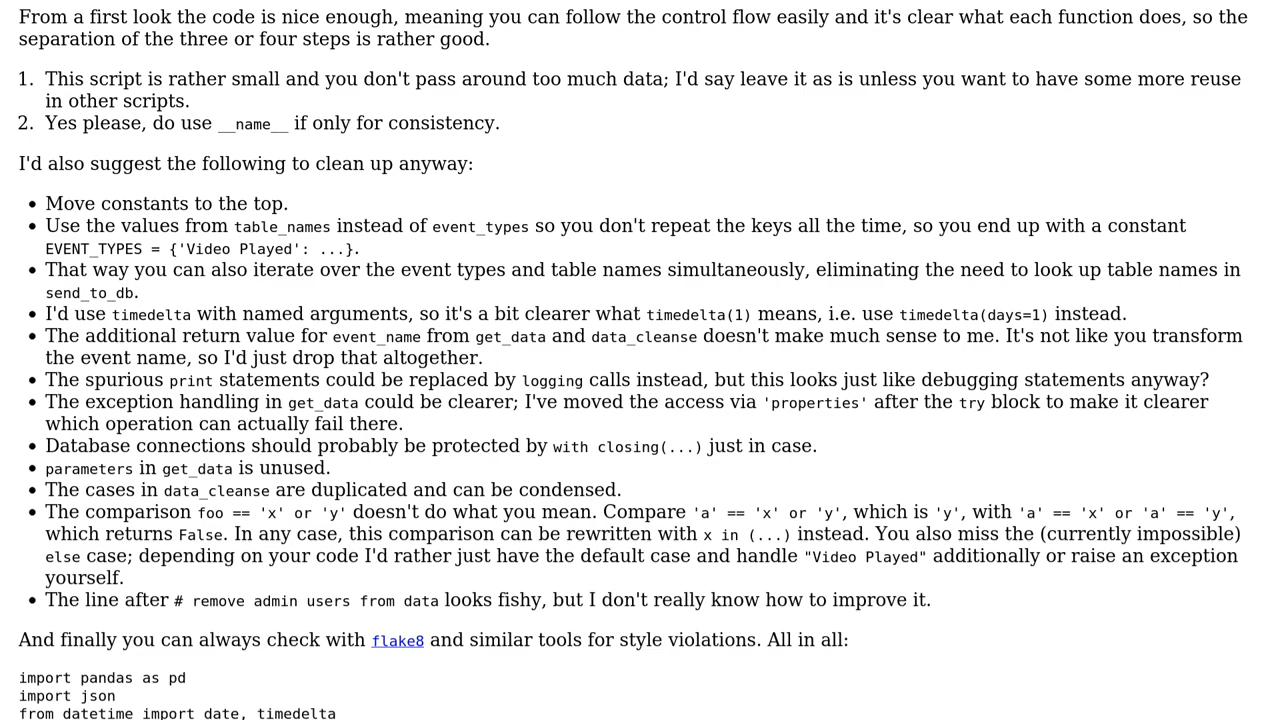 From a first look the code is nice enough, meaning you can follow the control flow easily and it's clear what each function does, so the
separation of the three or four steps is rather good.
1. This script is rather small and you don't pass around too much data; I'd say leave it as is unless you want to have some more reuse
in other scripts.
2. Yes please, do use __name__ if only for consistency.
I'd also suggest the following to clean up anyway:
• Move constants to the top.
• Use the values from table_names instead of event_types so you don't repeat the keys all the time, so you end up with a constant
EVENT_TYPES = {'Video Played': ...}.
• That way you can also iterate over the event types and table names simultaneously, eliminating the need to look up table names in
send_to_db.
• I'd use timedelta with named arguments, so it's a bit clearer what timedelta(1) means, i.e. use timedelta(days=1) instead.
• The additional return value for event_name from get_data and data_cleanse doesn't make much sense to me. It's not like you transform
the event name, so I'd just drop that altogether.
• The spurious print statements could be replaced by logging calls instead, but this looks just like debugging statements anyway?
• The exception handling in get_data could be clearer; I've moved the access via 'properties' after the try block to make it clearer
which operation can actually fail there.
• Database connections should probably be protected by with closing(...) just in case.
• parameters in get_data is unused.
• The cases in data_cleanse are duplicated and can be condensed.
• The comparison foo == 'x' or 'y' doesn't do what you mean. Compare 'a' == 'x' or 'y', which is 'y', with 'a' == 'x' or 'a' == 'y',
which returns False. In any case, this comparison can be rewritten with x in (...) instead. You also miss the (currently impossible)
else case; depending on your code I'd rather just have the default case and handle "Video Played" additionally or raise an exception
yourself.
• The line after # remove admin users from data looks fishy, but I don't really know how to improve it.
And finally you can always check with flake8 and similar tools for style violations. All in all:
import pandas as pd
import json
from datetime import date, timedelta